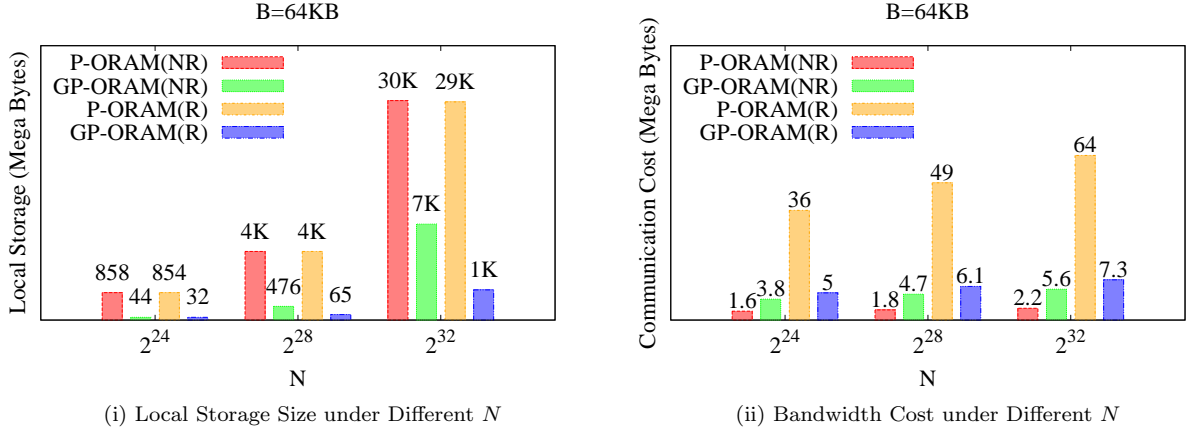 B=64KB
Local Storage (Mega Bytes)
P-ORAM(NR)
GP-ORAM(NR)
P-ORAM(R)
GP-ORAM(R)
858
44
854
32
4K
476
4K
65
30K
7K
29K
1K
2^24
2^28
2^32
N
(i) Local Storage Size under Different N
B=64KB
Communication Cost (Mega Bytes)
P-ORAM(NR)
GP-ORAM(NR)
P-ORAM(R)
GP-ORAM(R)
1.6
3.8
36
5
1.8
4.7
49
6.1
2.2
5.6
64
7.3
2^24
2^28
2^32
N
(ii) Bandwidth Cost under Different N